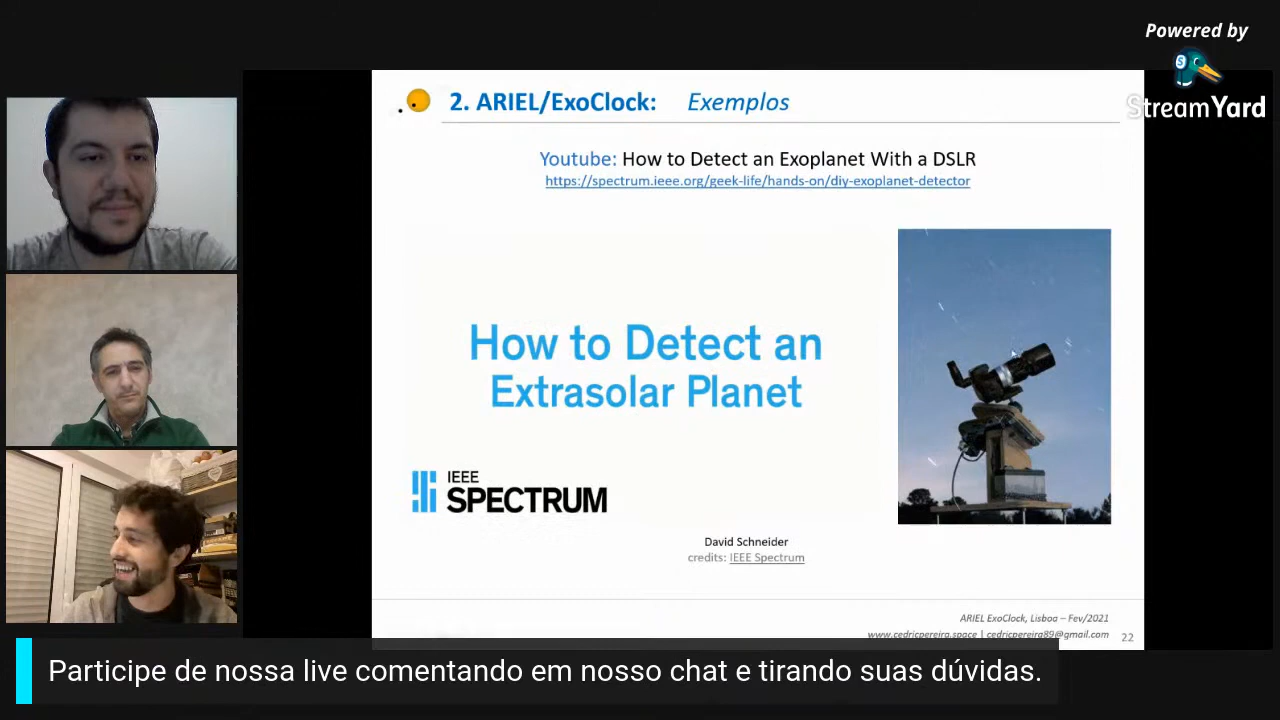 Powered by
StreamYard
2. ARIEL/ExoClock: Exemplos
Youtube: How to Detect an Exoplanet With a DSLR
https://spectrum.ieee.org/geek-life/hands-on/diy-exoplanet-detector
How to Detect an
Extrasolar Planet
IEEE
SPECTRUM
David Schneider
credits: IEEE Spectrum
ARIEL ExoClock, Lisboa – Fev/2021
www.cedricpereira.space | cedricpereira89@gmail.com 22
Participe de nossa live comentando em nosso chat e tirando suas dúvidas.